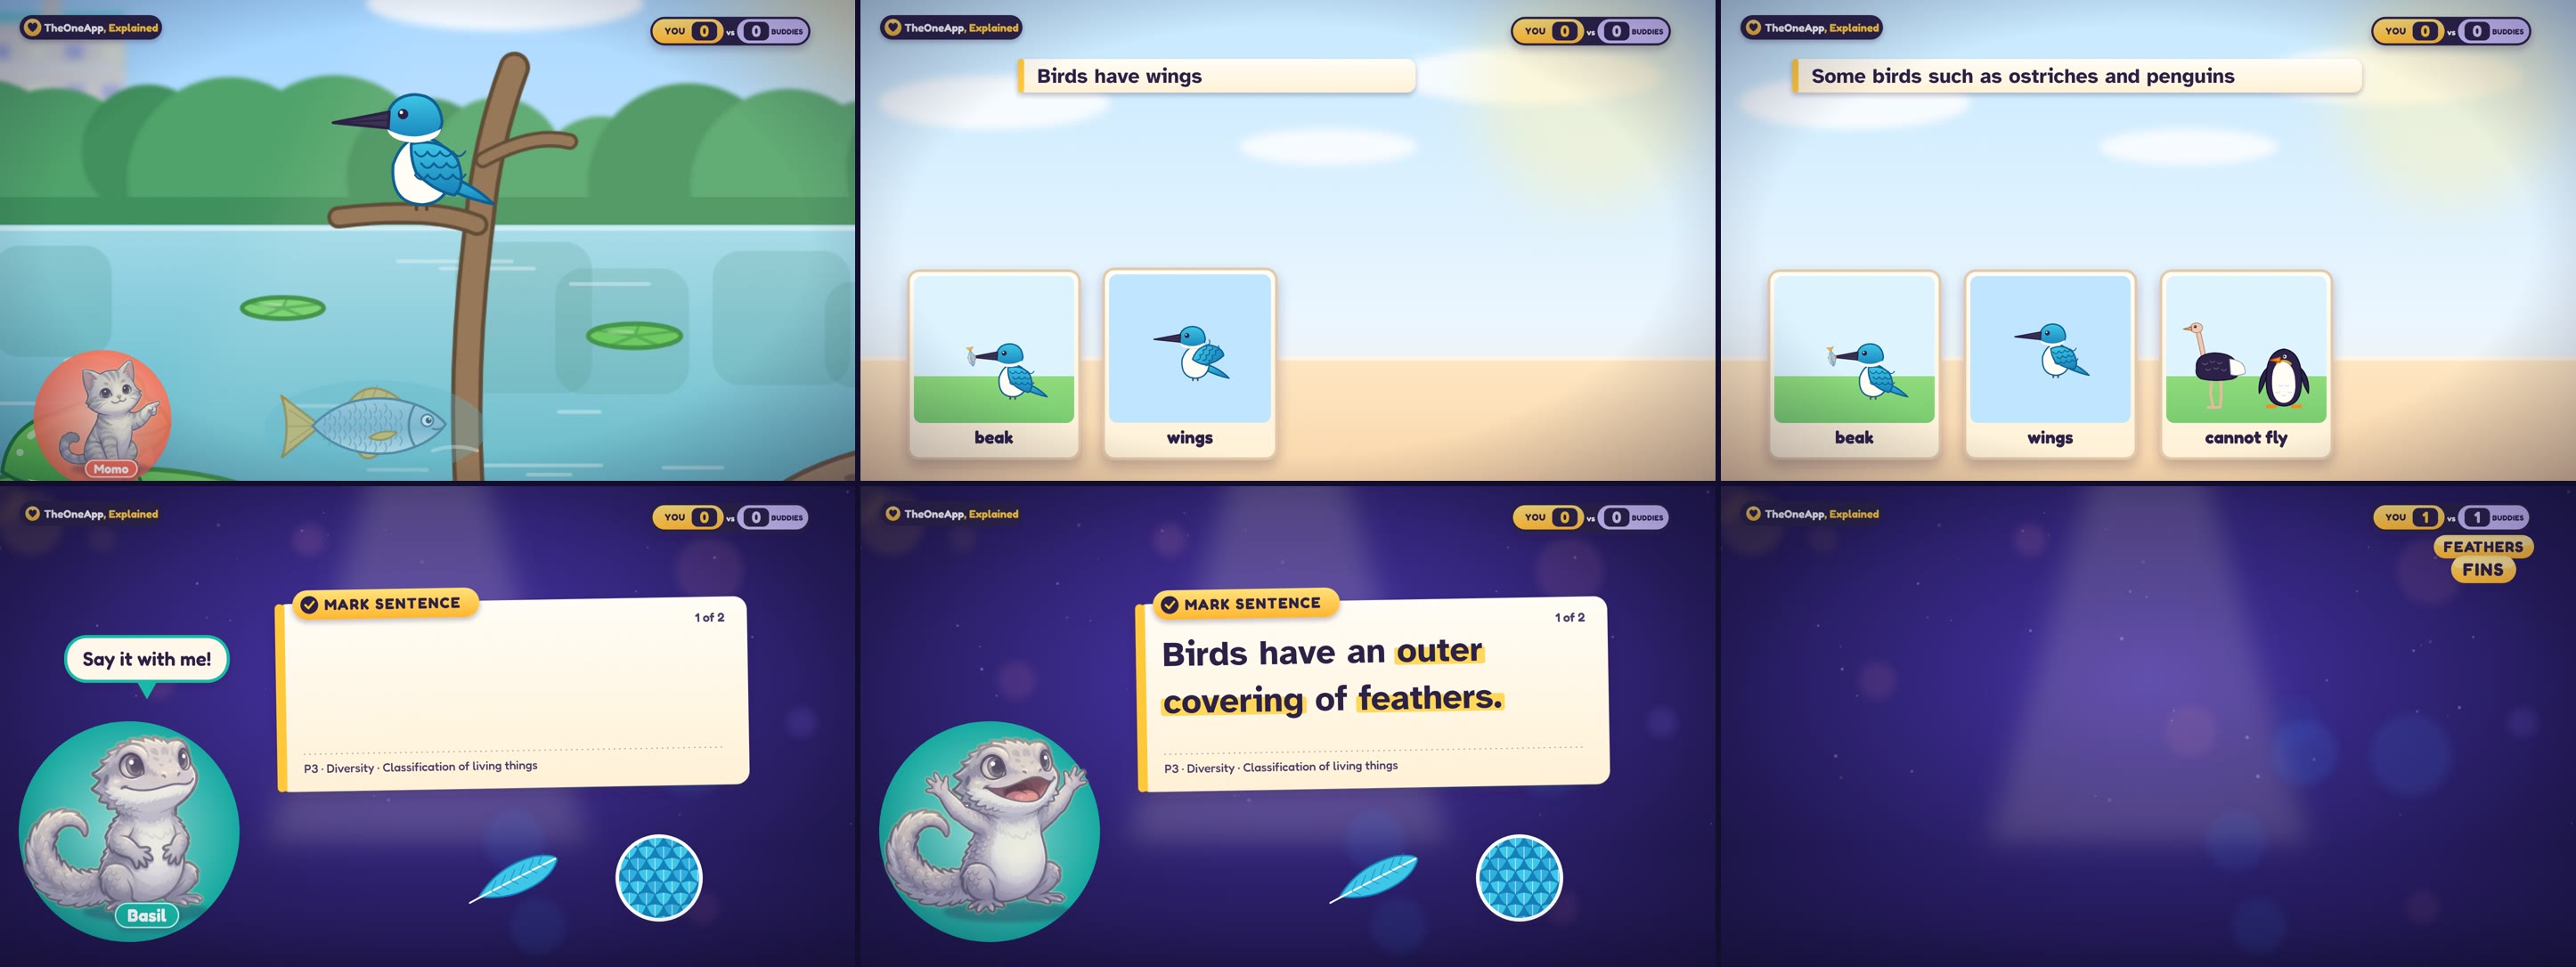 TheOneApp, Explained
YOU 0 vs 0 BUDDIES
Momo
TheOneApp, Explained
YOU 0 vs 0 BUDDIES
Birds have wings
beak
wings
TheOneApp, Explained
YOU 0 vs 0 BUDDIES
Some birds such as ostriches and penguins
beak
wings
cannot fly
TheOneApp, Explained
YOU 0 vs 0 BUDDIES
MARK SENTENCE
1 of 2
Say it with me!
P3 · Diversity · Classification of living things
Basil
TheOneApp, Explained
YOU 0 vs 0 BUDDIES
MARK SENTENCE
1 of 2
Birds have an outer
covering of feathers.
P3 · Diversity · Classification of living things
TheOneApp, Explained
YOU 1 vs 1 BUDDIES
FEATHERS
FINS